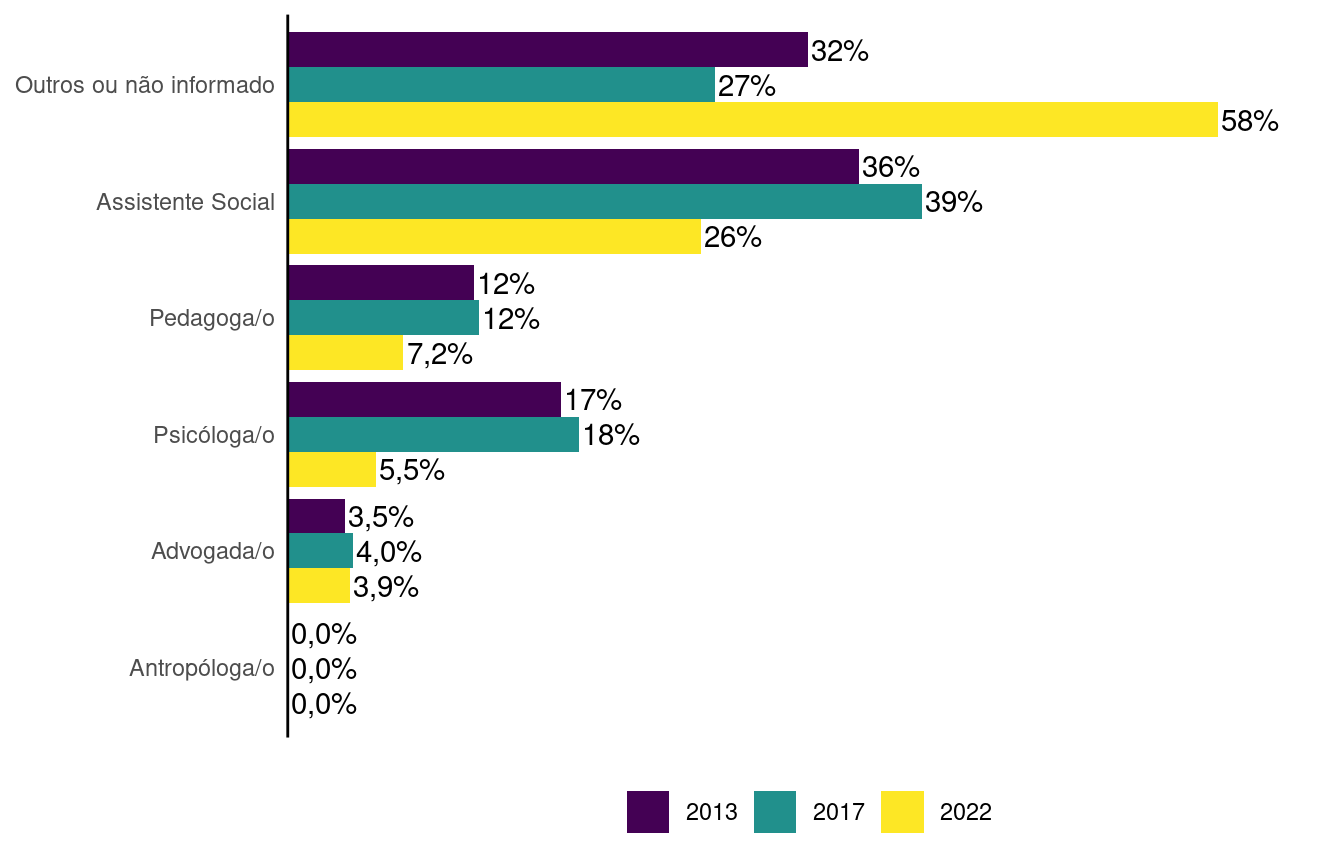 32%
Outros ou não informado
27%
58%
36%
Assistente Social
39%
26%
12%
Pedagoga/o
12%
7,2%
17%
Psicóloga/o
18%
5,5%
3,5%
Advogada/o
4,0%
3,9%
0,0%
Antropóloga/o
0,0%
0,0%
2013 2017 2022